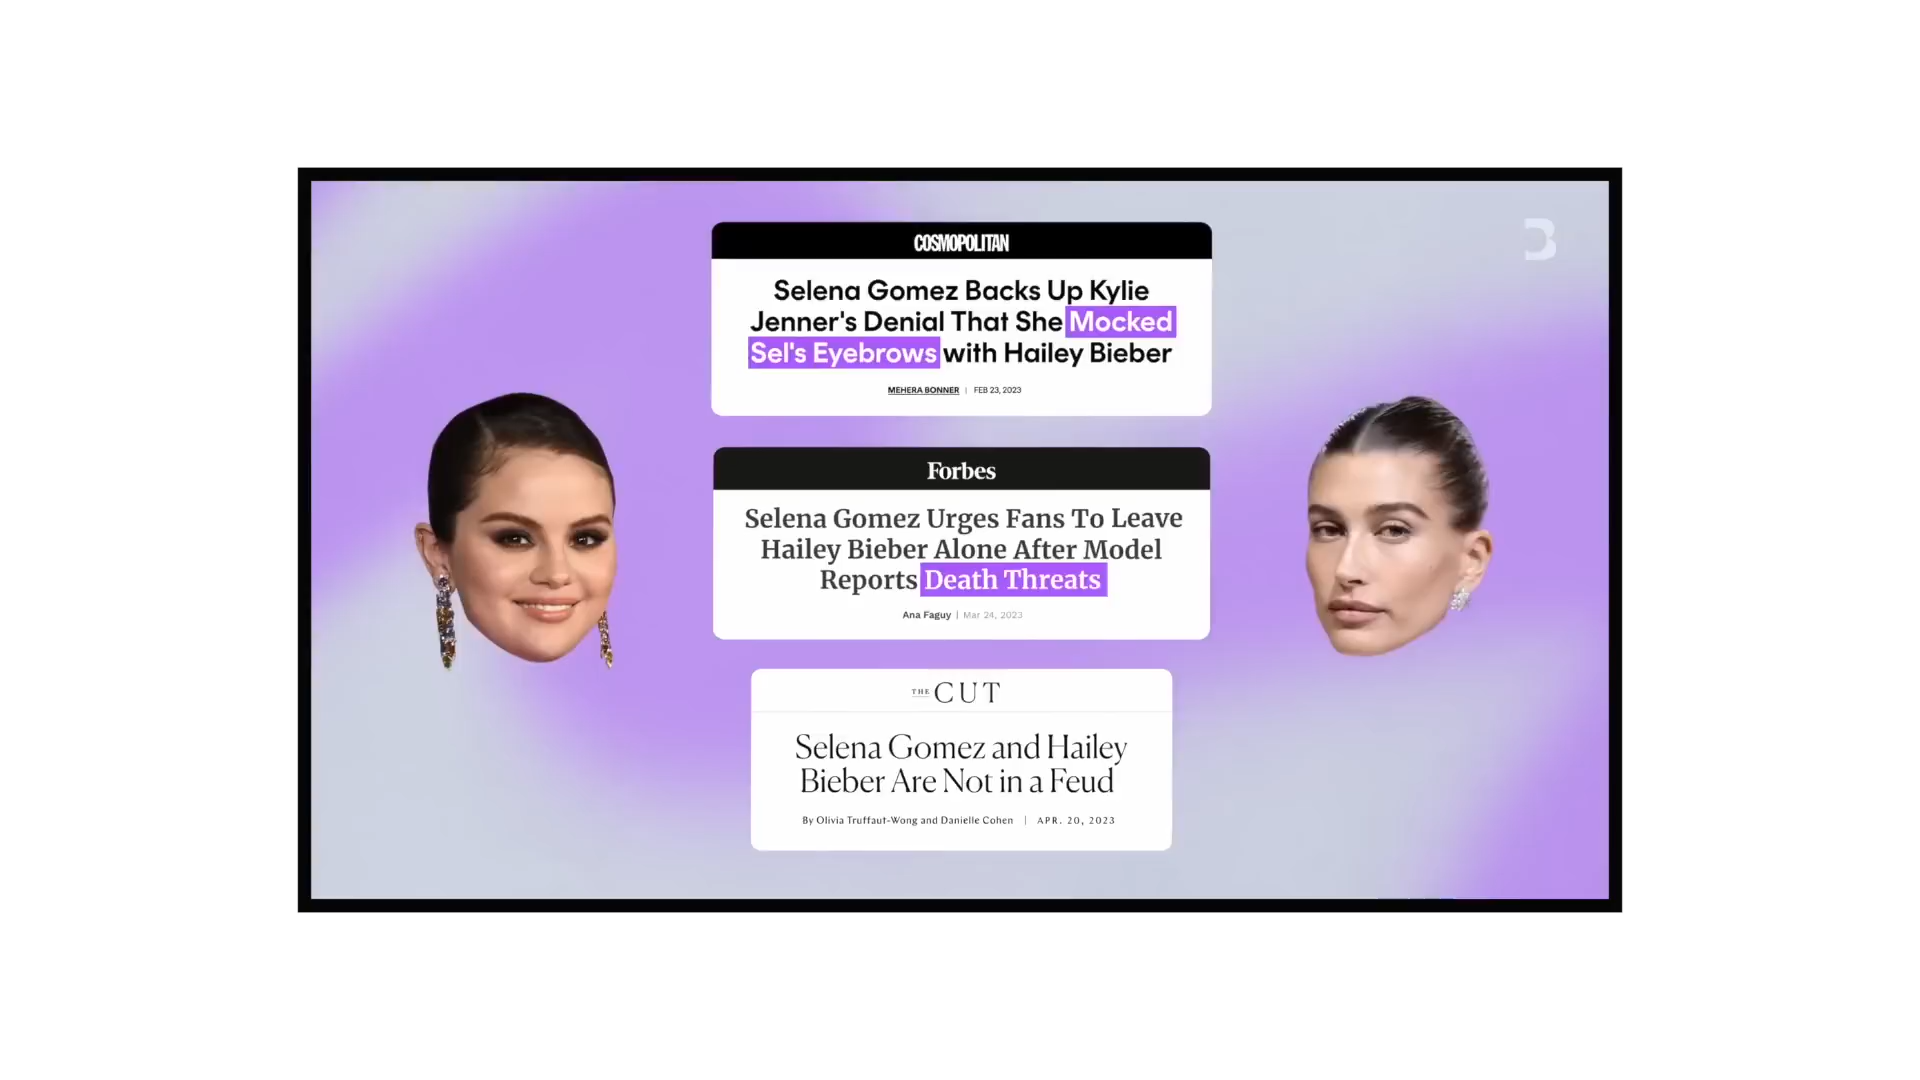 COSMOPOLITAN
Selena Gomez Backs Up Kylie
Jenner's Denial That She Mocked
Sel's Eyebrows with Hailey Bieber
MEHERA BONNER | FEB 23, 2023
Forbes
Selena Gomez Urges Fans To Leave
Hailey Bieber Alone After Model
Reports Death Threats
Ana Faguy | Mar 24, 2023
THE CUT
Selena Gomez and Hailey
Bieber Are Not in a Feud
By Olivia Truffaut-Wong and Danielle Cohen | APR. 20, 2023